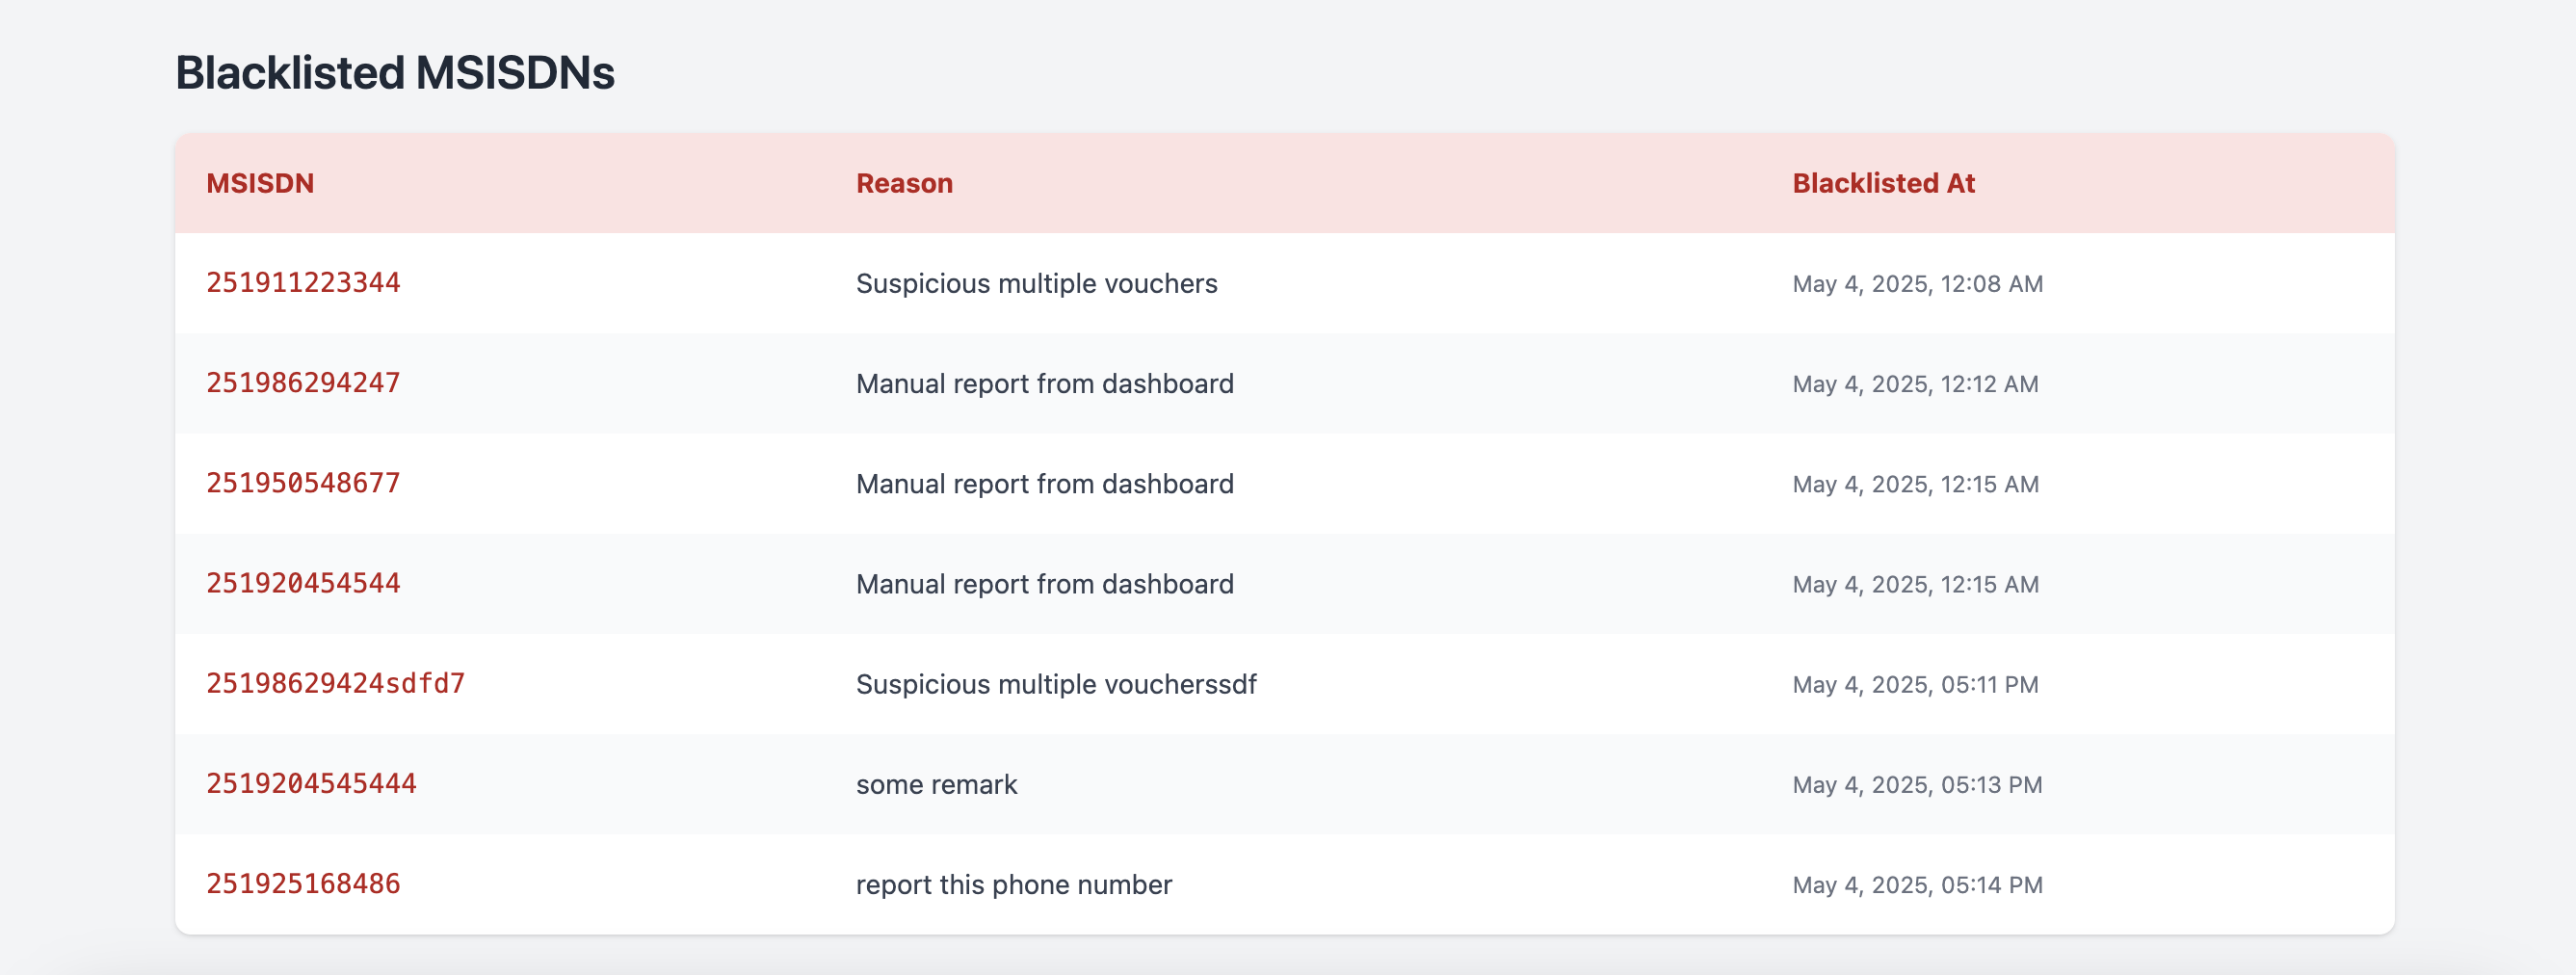 Blacklisted MSISDNs
MSISDN Reason Blacklisted At
251911223344 Suspicious multiple vouchers May 4, 2025, 12:08 AM
251986294247 Manual report from dashboard May 4, 2025, 12:12 AM
251950548677 Manual report from dashboard May 4, 2025, 12:15 AM
251920454544 Manual report from dashboard May 4, 2025, 12:15 AM
25198629424sdfd7 Suspicious multiple voucherssdf May 4, 2025, 05:11 PM
2519204545444 some remark May 4, 2025, 05:13 PM
251925168486 report this phone number May 4, 2025, 05:14 PM